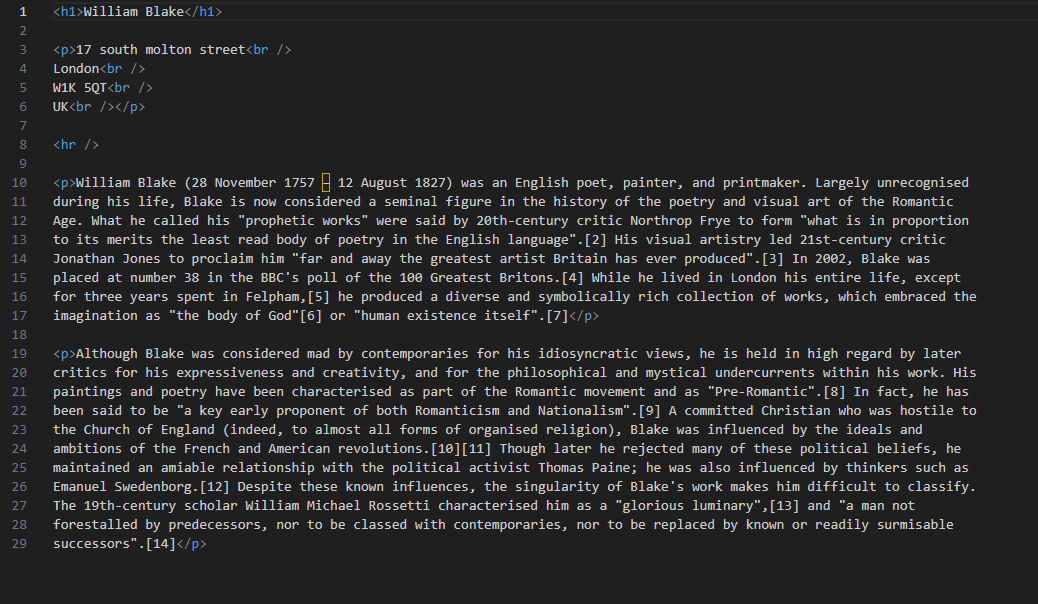 1 <h1>William Blake</h1>
2
3 <p>17 south molton street<br />
4 London<br />
5 W1K 5QT<br />
6 UK<br /></p>
7
8 <hr />
9
10 <p>William Blake (28 November 1757 – 12 August 1827) was an English poet, painter, and printmaker. Largely unrecognised
11 during his life, Blake is now considered a seminal figure in the history of the poetry and visual art of the Romantic
12 Age. What he called his "prophetic works" were said by 20th-century critic Northrop Frye to form "what is in proportion
13 to its merits the least read body of poetry in the English language".[2] His visual artistry led 21st-century critic
14 Jonathan Jones to proclaim him "far and away the greatest artist Britain has ever produced".[3] In 2002, Blake was
15 placed at number 38 in the BBC's poll of the 100 Greatest Britons.[4] While he lived in London his entire life, except
16 for three years spent in Felpham,[5] he produced a diverse and symbolically rich collection of works, which embraced the
17 imagination as "the body of God"[6] or "human existence itself".[7]</p>
18
19 <p>Although Blake was considered mad by contemporaries for his idiosyncratic views, he is held in high regard by later
20 critics for his expressiveness and creativity, and for the philosophical and mystical undercurrents within his work. His
21 paintings and poetry have been characterised as part of the Romantic movement and as "Pre-Romantic".[8] In fact, he has
22 been said to be "a key early proponent of both Romanticism and Nationalism".[9] A committed Christian who was hostile to
23 the Church of England (indeed, to almost all forms of organised religion), Blake was influenced by the ideals and
24 ambitions of the French and American revolutions.[10][11] Though later he rejected many of these political beliefs, he
25 maintained an amiable relationship with the political activist Thomas Paine; he was also influenced by thinkers such as
26 Emanuel Swedenborg.[12] Despite these known influences, the singularity of Blake's work makes him difficult to classify.
27 The 19th-century scholar William Michael Rossetti characterised him as a "glorious luminary",[13] and "a man not
28 forestalled by predecessors, nor to be classed with contemporaries, nor to be replaced by known or readily surmisable
29 successors".[14]</p>